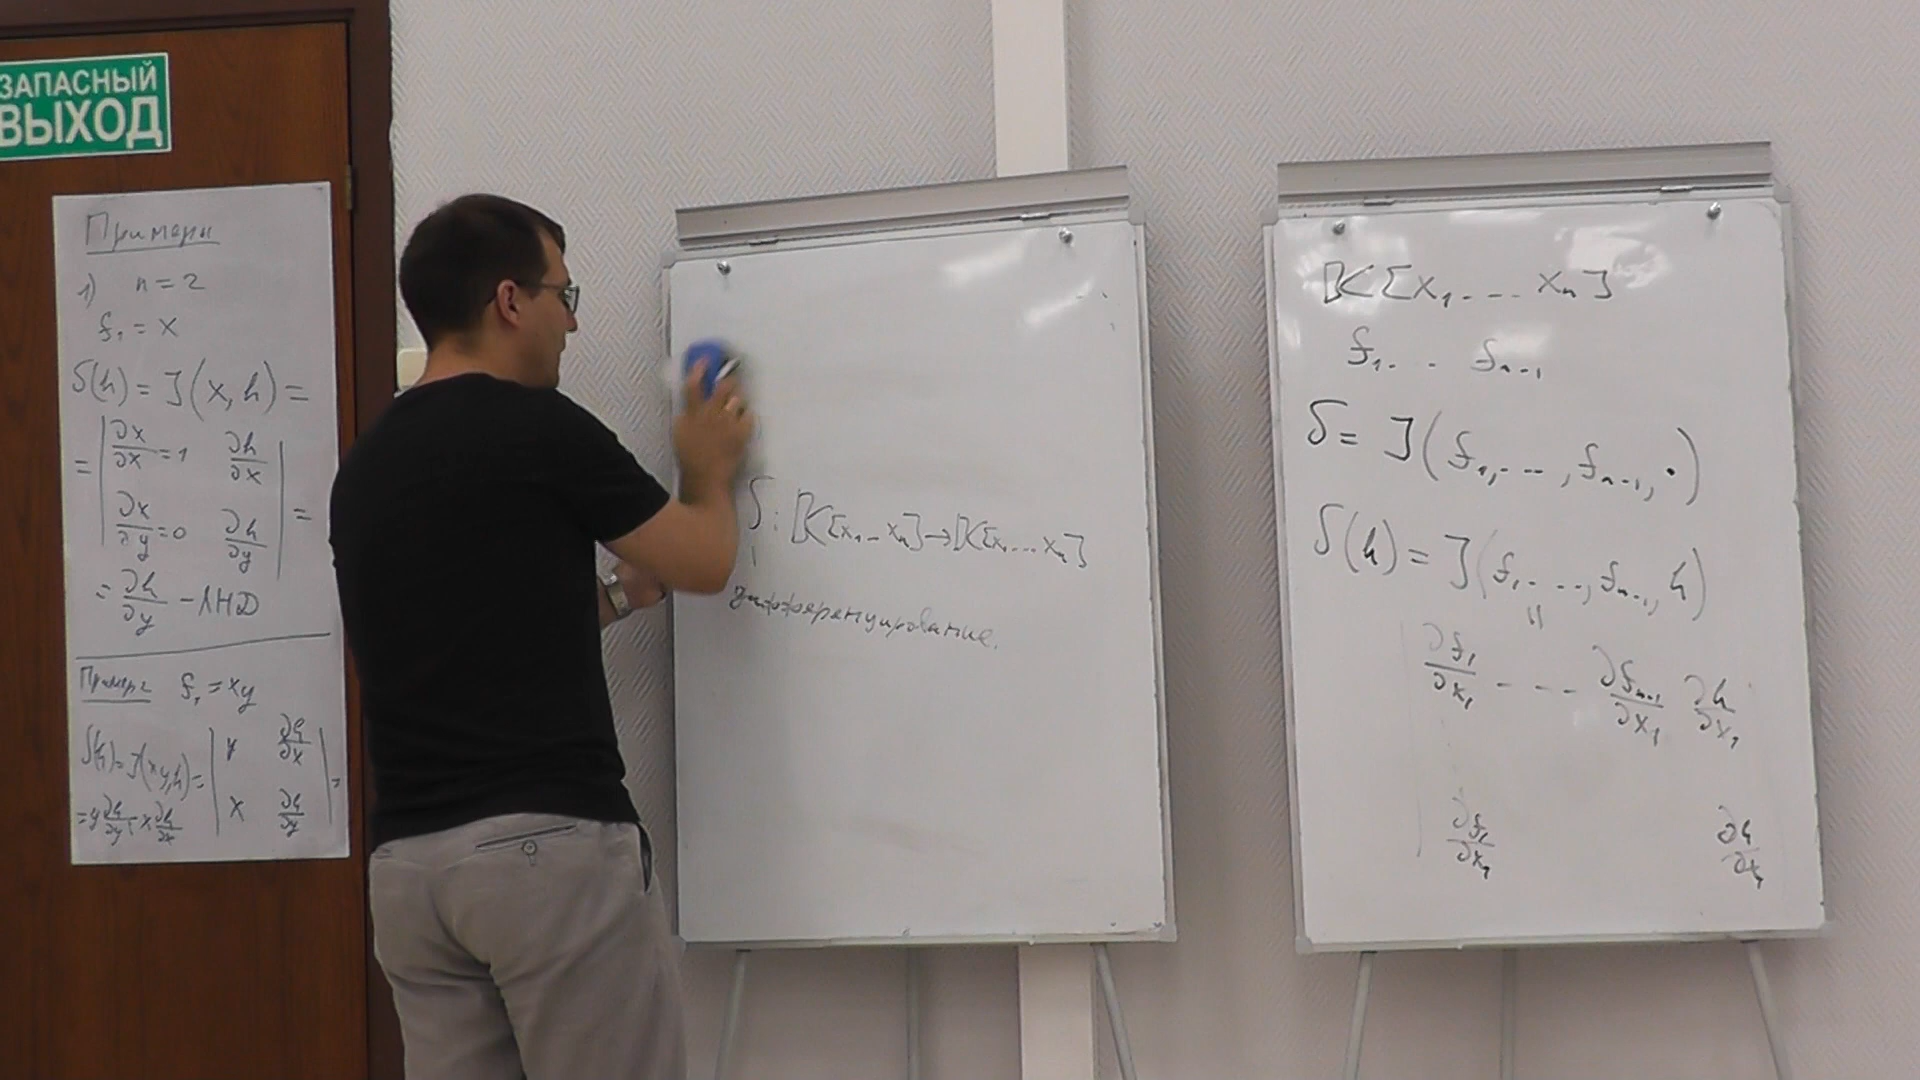 ЗАПАСНЫЙ
ВЫХОД
Примеры
1) n = 2
f₁ = x
δ(h) = J(x, h) =
= | ∂x/∂x = 1   ∂h/∂x |
| ∂x/∂y = 0   ∂h/∂y | =
= ∂h/∂y – ЛНД
Пример 2   f₁ = xy
δ(h) = J(xy, h) = | y   ∂h/∂x |
| x   ∂h/∂y | =
= y ∂h/∂y - x ∂h/∂x
δ : 𝕂[x₁...xₙ] → 𝕂[x₁...xₙ]
дифференцирование.
𝕂[x₁...xₙ]
f₁... fₙ₋₁
δ = J(f₁, ..., fₙ₋₁, ·)
δ(h) = J(f₁, ..., fₙ₋₁, h)
=
| ∂f₁/∂x₁ --- ∂fₙ₋₁/∂x₁   ∂h/∂x₁
| ∂f₁/∂xₙ   ∂h/∂xₙ